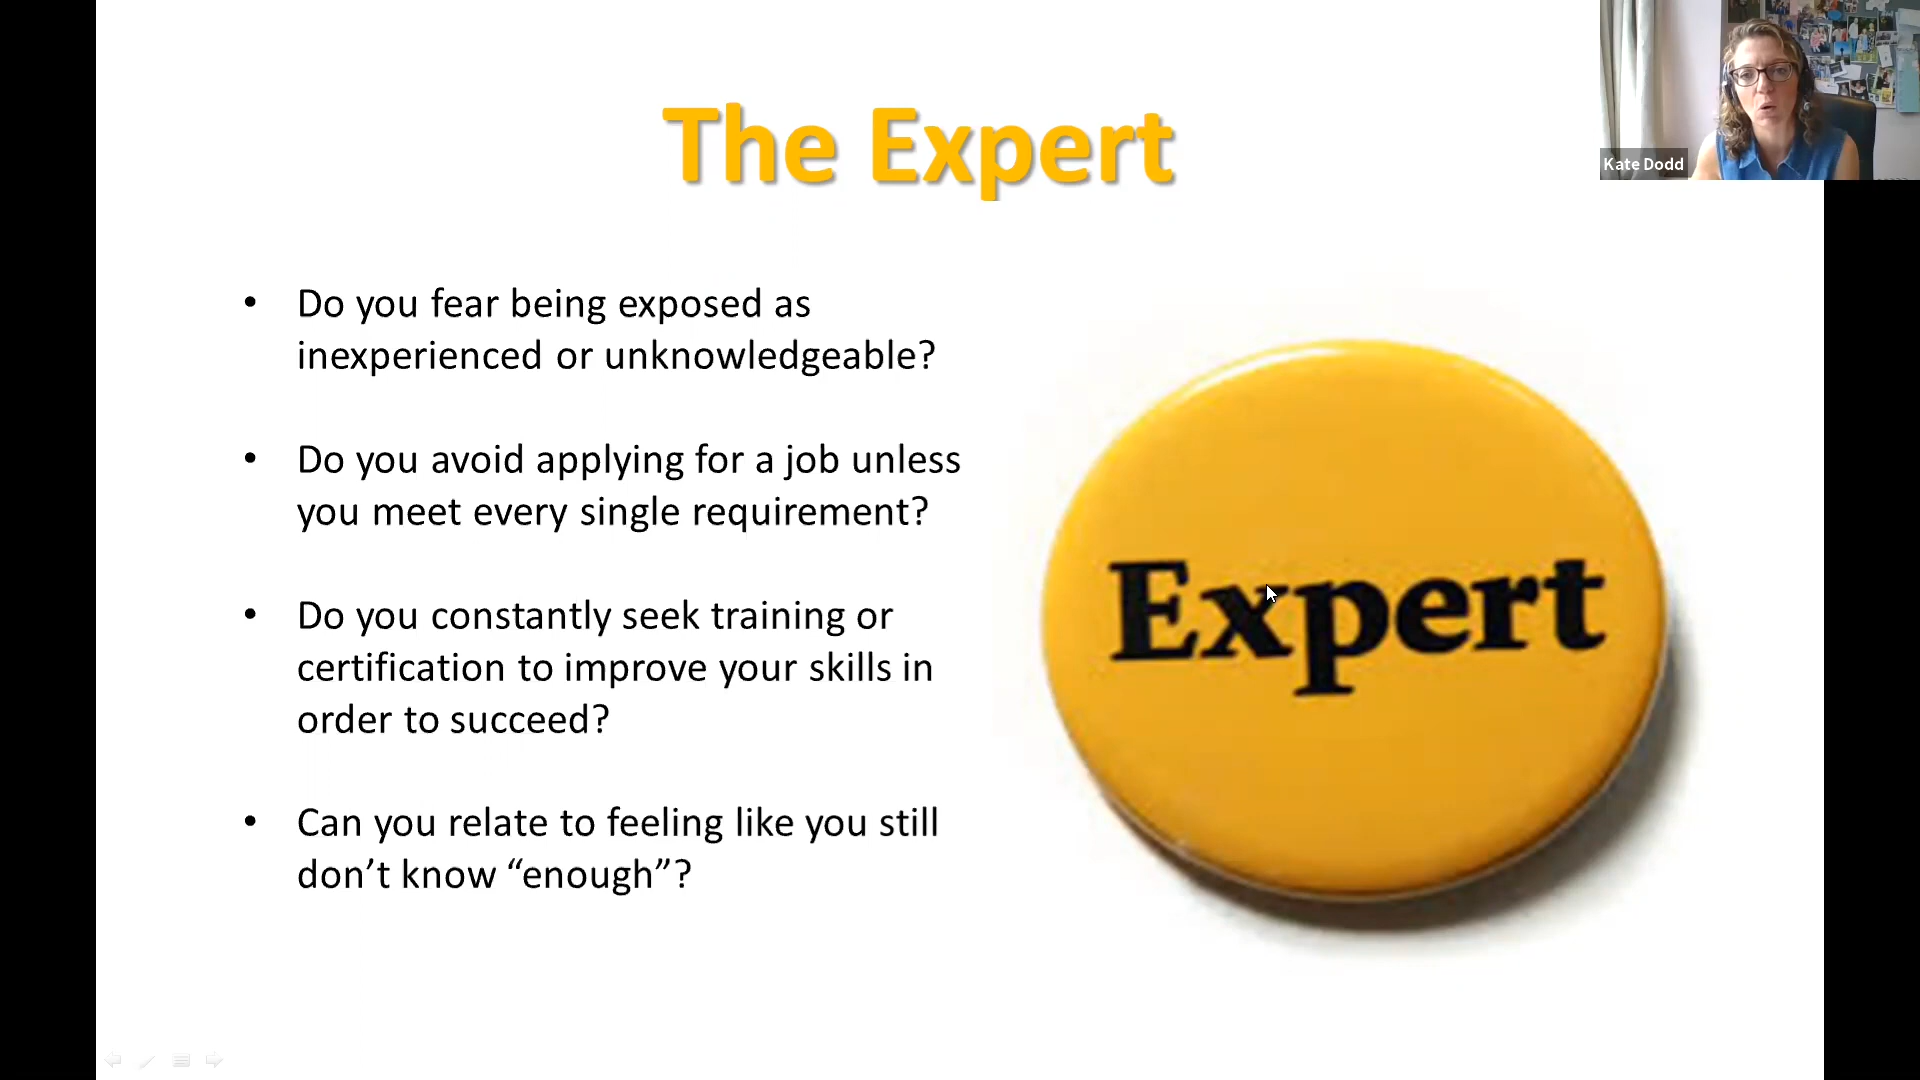 The Expert
Kate Dodd
• Do you fear being exposed as
inexperienced or unknowledgeable?
• Do you avoid applying for a job unless
you meet every single requirement?
• Do you constantly seek training or
certification to improve your skills in
order to succeed?
• Can you relate to feeling like you still
don’t know “enough”?
Expert